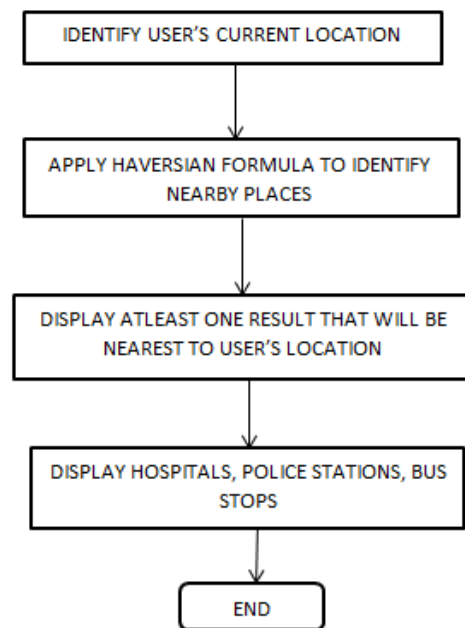 IDENTIFY USER'S CURRENT LOCATION
APPLY HAVERSIAN FORMULA TO IDENTIFY
NEARBY PLACES
DISPLAY ATLEAST ONE RESULT THAT WILL BE
NEAREST TO USER'S LOCATION
DISPLAY HOSPITALS, POLICE STATIONS, BUS
STOPS
END